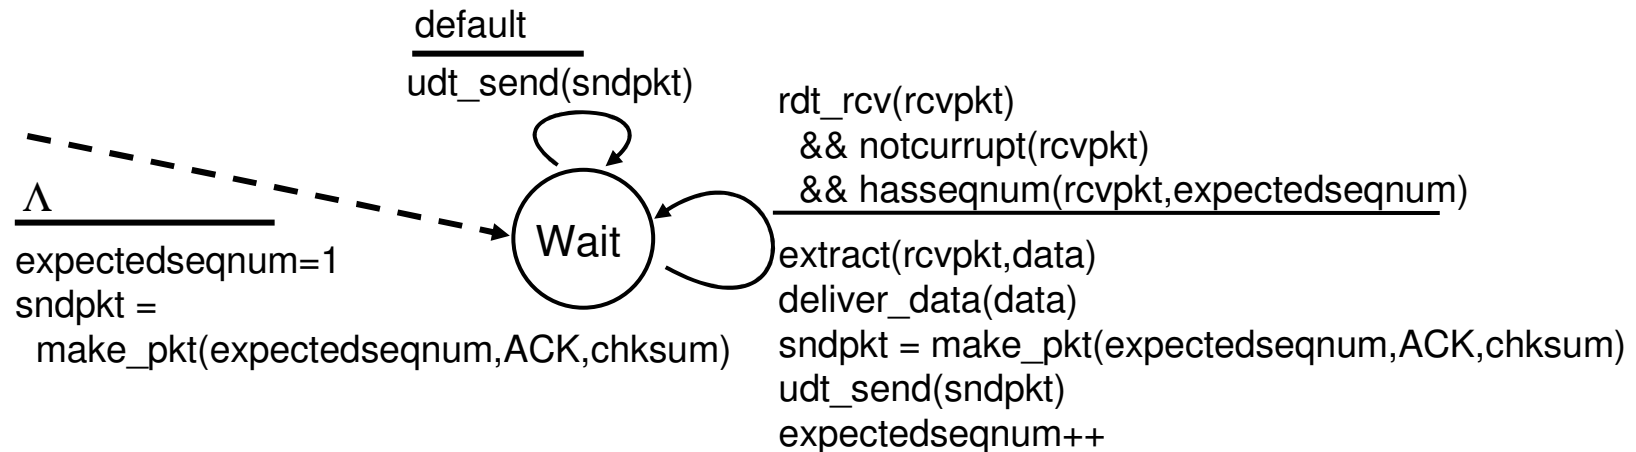 default
udt_send(sndpkt)
Λ
expectedseqnum=1
sndpkt =
make_pkt(expectedseqnum,ACK,chksum)
Wait
rdt_rcv(rcvpkt)
&& notcurrupt(rcvpkt)
&& hasseqnum(rcvpkt,expectedseqnum)
extract(rcvpkt,data)
deliver_data(data)
sndpkt = make_pkt(expectedseqnum,ACK,chksum)
udt_send(sndpkt)
expectedseqnum++